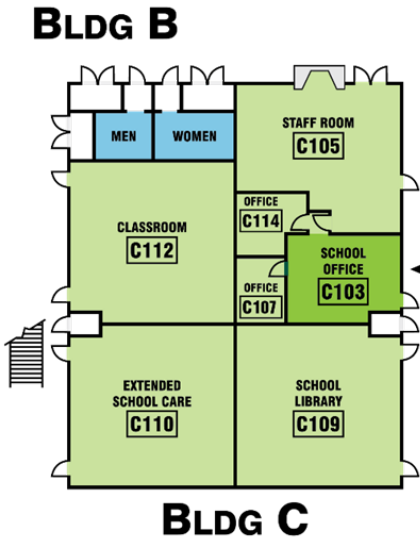 BLDG B
MEN
WOMEN
STAFF ROOM
C105
OFFICE
C114
CLASSROOM
C112
SCHOOL
OFFICE
C103
OFFICE
C107
EXTENDED
SCHOOL CARE
C110
SCHOOL
LIBRARY
C109
BLDG C